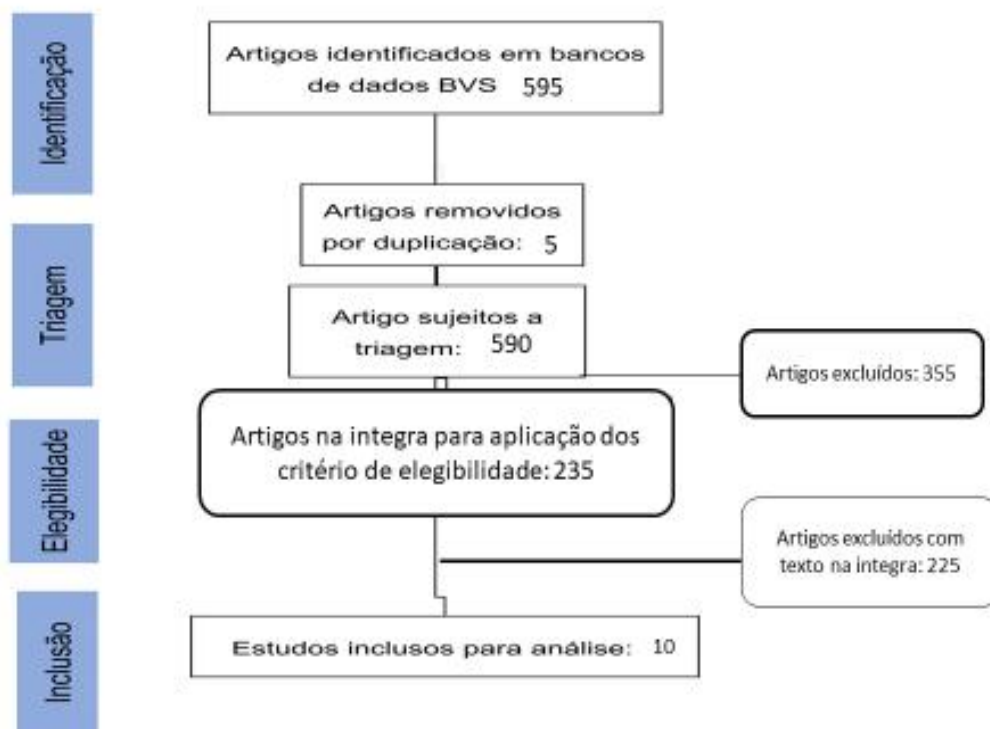 Identificação
Artigos identificados em bancos
de dados BVS 595
Artigos removidos
por duplicação: 5
Triagem
Artigo sujeitos a
triagem: 590
Artigos excluídos: 355
Elegibilidade
Artigos na integra para aplicação dos
critério de elegibilidade: 235
Artigos excluídos com
texto na integra: 225
Inclusão
Estudos inclusos para análise: 10